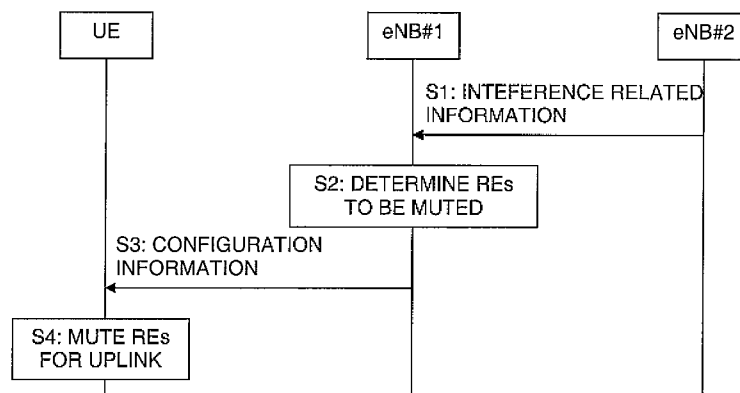 UE
eNB#1
eNB#2
S1: INTEFERENCE RELATED
INFORMATION
S2: DETERMINE REs
TO BE MUTED
S3: CONFIGURATION
INFORMATION
S4: MUTE REs
FOR UPLINK